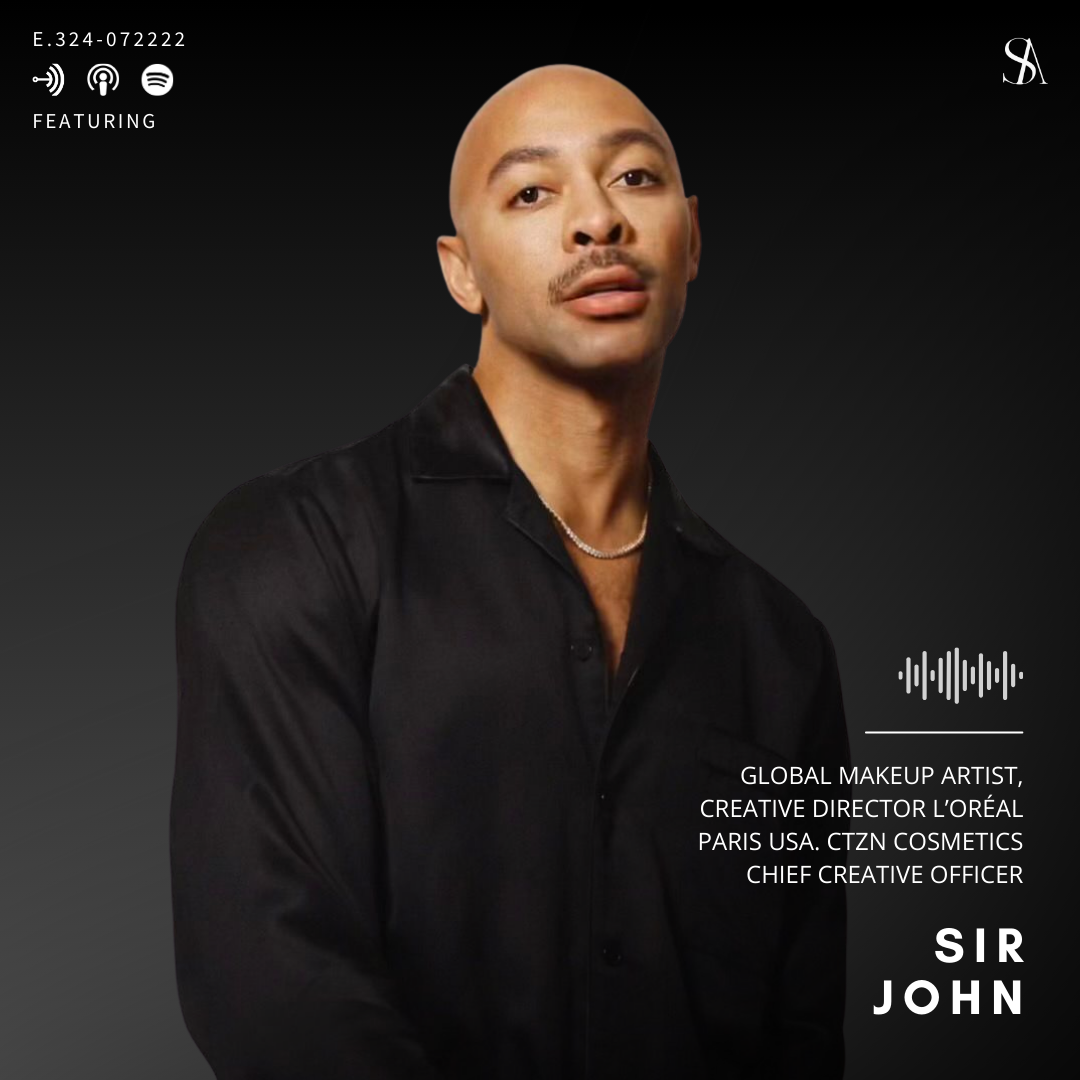 E.324-072222
FEATURING
SA
GLOBAL MAKEUP ARTIST,
CREATIVE DIRECTOR L’ORÉAL
PARIS USA. CTZN COSMETICS
CHIEF CREATIVE OFFICER
SIR
JOHN